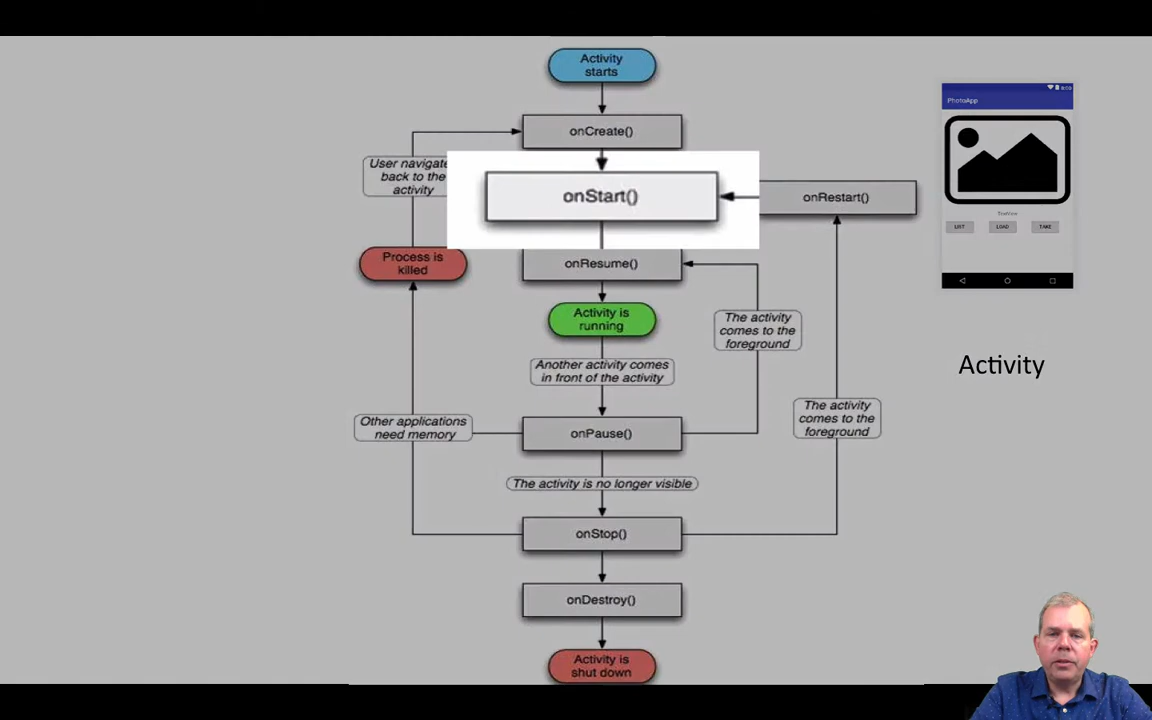 Activity
starts
onCreate()
User navigate
back to the
activity
onStart()
onRestart()
Process is
killed
onResume()
Activity is
running
The activity
comes to the
foreground
Another activity comes
in front of the activity
The activity
comes to the
foreground
Other applications
need memory
onPause()
The activity is no longer visible
onStop()
onDestroy()
Activity is
shut down
PhotoApp
TextView
LIST
LOAD
TAKE
Activity